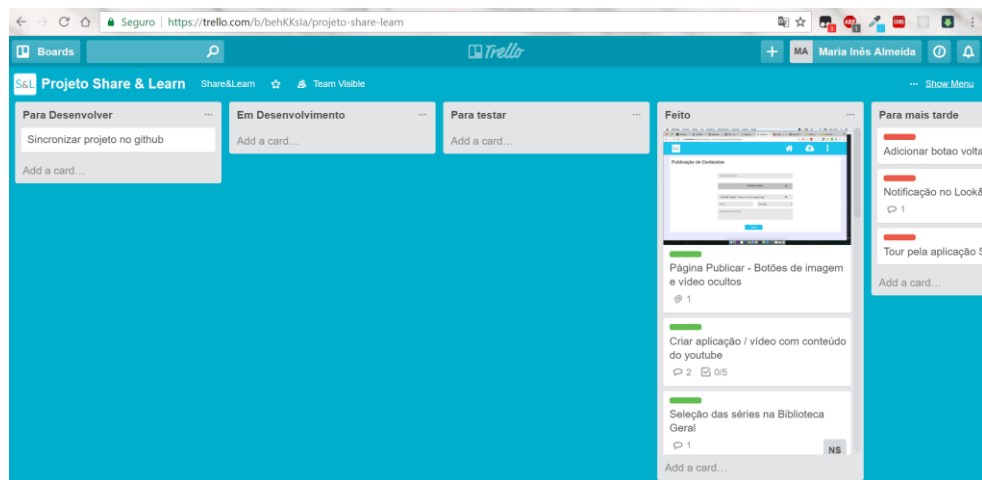 Seguro https://trello.com/b/behKKsla/projeto-share-learn
Boards
Trello
MA Maria Inês Almeida
S&L Projeto Share & Learn Share&Learn Team Visible
Show Menu
Para Desenvolver
Sincronizar projeto no github
Add a card...
Em Desenvolvimento
Add a card...
Para testar
Add a card...
Feito
Publicação de Conteúdos
Página Publicar - Botões de imagem
e vídeo ocultos
1
Criar aplicação / vídeo com conteúdo
do youtube
2 0/5
Seleção das séries na Biblioteca
Geral
1
NS
Add a card...
Para mais tarde
Adicionar botao volta
Notificação no Look&
1
Tour pela aplicação S
Add a card...